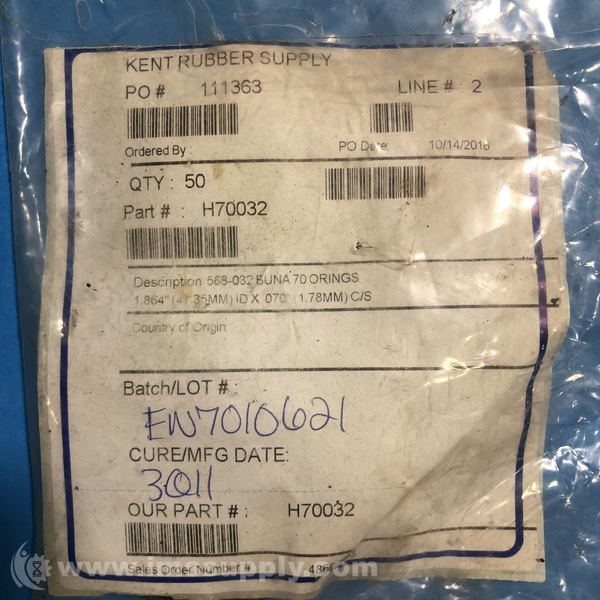 KENT RUBBER SUPPLY
PO # 111363 LINE # : 2
Ordered By : PO Date: 10/14/2016
QTY : 50
Part # : H70032
Description 568-032 BUNA 70 ORINGS
1.864" (47.35MM) ID X .070" (1.78MM) C/S
Country of Origin:
Batch/LOT # :
EW7010621
CURE/MFG DATE:
3Q11
OUR PART # : H70032
Sales Order Number #